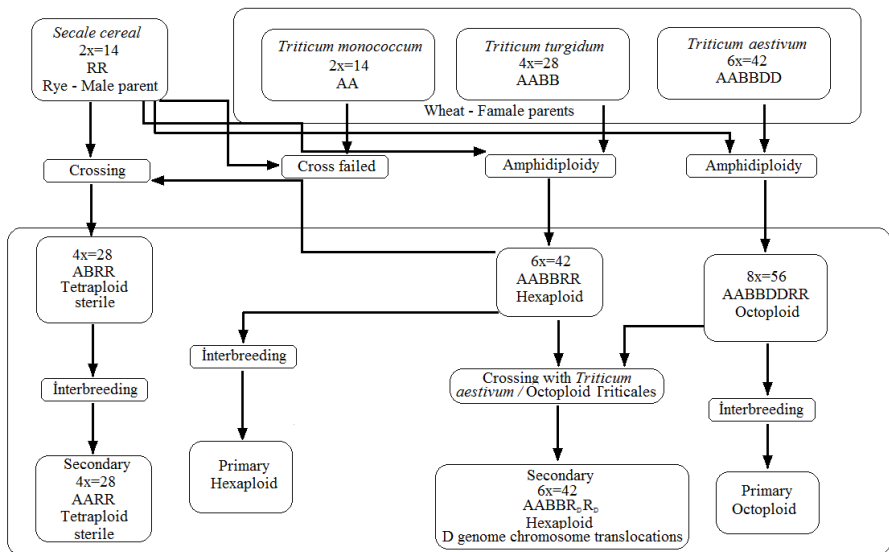 Secale cereal
2x=14
RR
Rye - Male parent
Triticum monococcum
2x=14
AA
Triticum turgidum
4x=28
AABB
Triticum aestivum
6x=42
AABBDD
Wheat - Famale parents
Crossing
Cross failed
Amphidiploidy
Amphidiploidy
4x=28
ABRR
Tetraploid
sterile
6x=42
AABBRR
Hexaploid
8x=56
AABBDDRR
Octoploid
İnterbreeding
İnterbreeding
Crossing with Triticum
aestivum / Octoploid Triticales
İnterbreeding
Secondary
4x=28
AARR
Tetraploid
sterile
Primary
Hexaploid
Secondary
6x=42
AABBRDRD
Hexaploid
D genome chromosome translocations
Primary
Octoploid